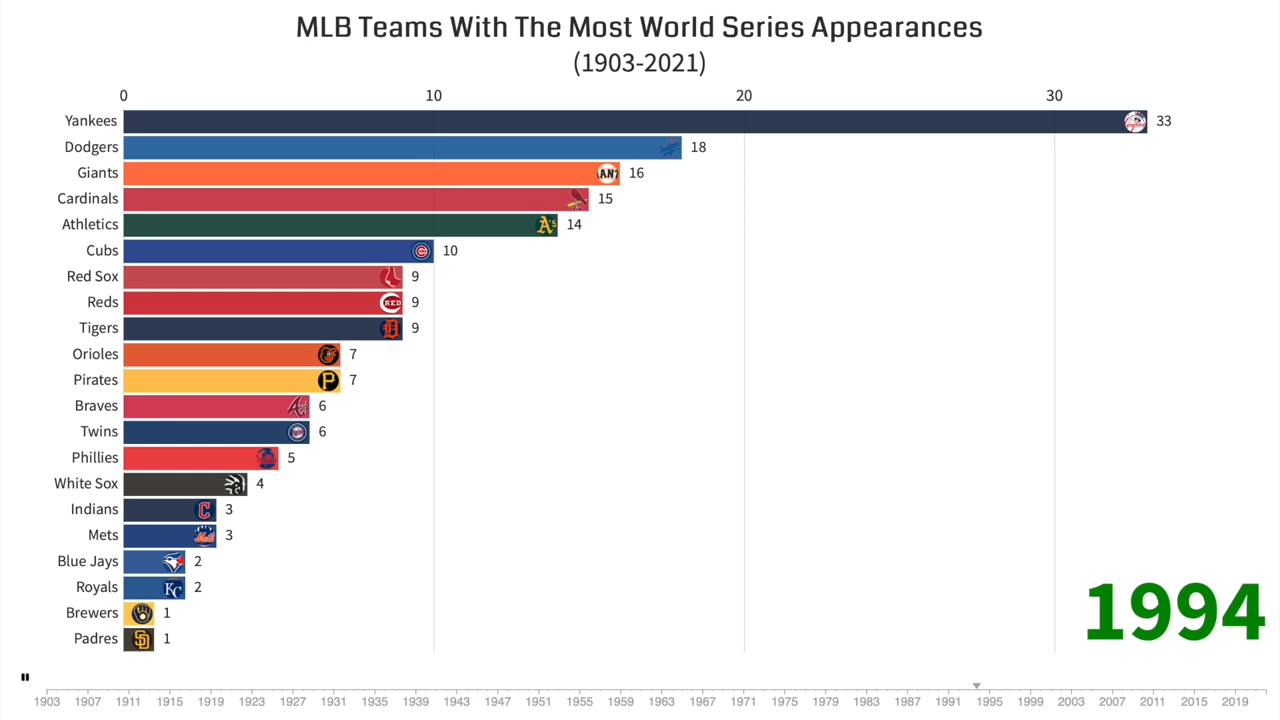 MLB Teams With The Most World Series Appearances
(1903-2021)
0 10 20 30
Yankees 33
Dodgers 18
Giants 16
Cardinals 15
Athletics A's 14
Cubs 10
Red Sox 9
Reds 9
Tigers 9
Orioles 7
Pirates P 7
Braves A 6
Twins 6
Phillies 5
White Sox 4
Indians C 3
Mets Mets 3
Blue Jays 2
Royals KC 2
Brewers 1
Padres SD 1
1994
1903 1907 1911 1915 1919 1923 1927 1931 1935 1939 1943 1947 1951 1955 1959 1963 1967 1971 1975 1979 1983 1987 1991 1995 1999 2003 2007 2011 2015 2019